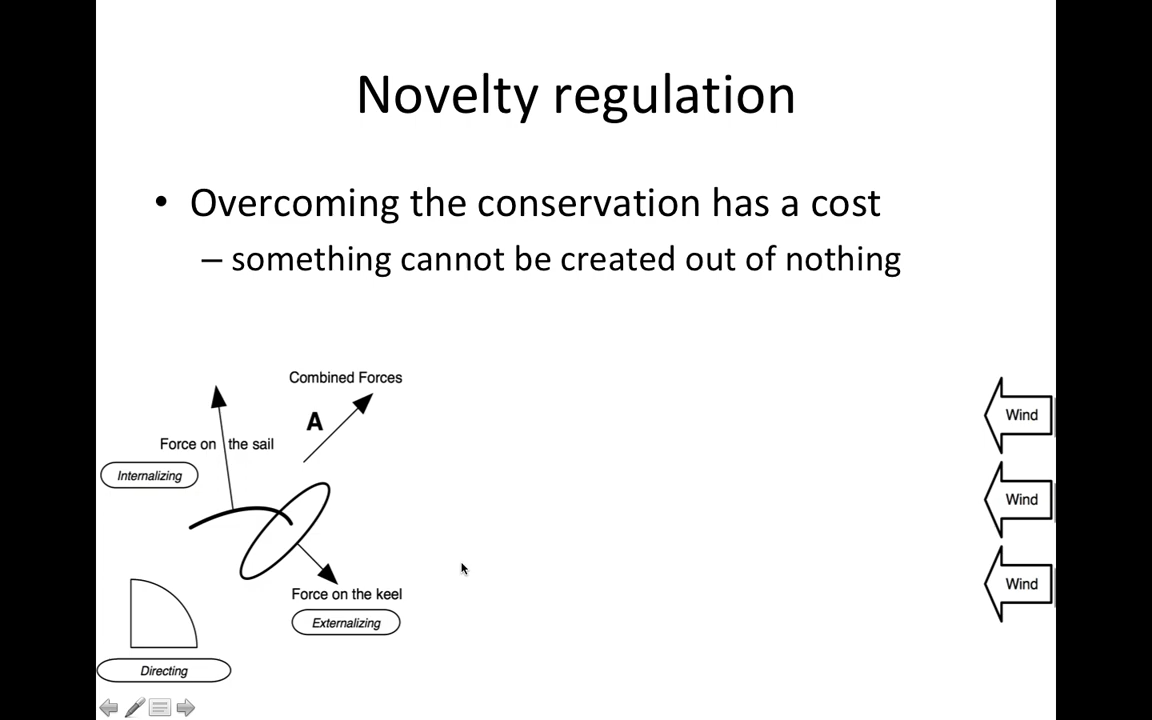 Novelty regulation
• Overcoming the conservation has a cost
– something cannot be created out of nothing
Combined Forces
A
Force on the sail
Internalizing
Force on the keel
Externalizing
Directing
Wind
Wind
Wind